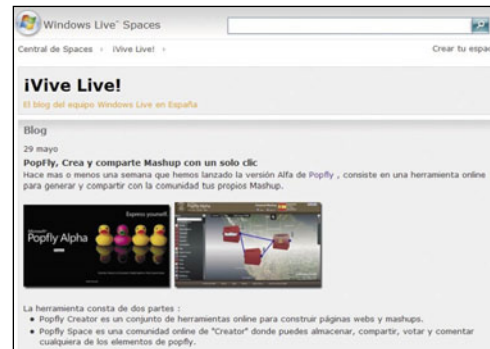 Windows Live™ Spaces
Central de Spaces › ¡Vive Live! ›
Crear tu espac
¡Vive Live!
El blog del equipo Windows Live en España
Blog
29 mayo
PopFly, Crea y comparte Mashup con un solo clic
Hace mas o menos una semana que hemos lanzado la versión Alfa de Popfly , consiste en una herramienta online
para generar y compartir con la comunidad tus propios Mashup.
Express yourself.
Microsoft
Popfly Alpha
Popfly Alpha
La herramienta consta de dos partes :
• Popfly Creator es un conjunto de herramientas online para construir páginas webs y mashups.
• Popfly Space es una comunidad online de "Creator" donde puedes almacenar, compartir, votar y comentar
cualquiera de los elementos de popfly.